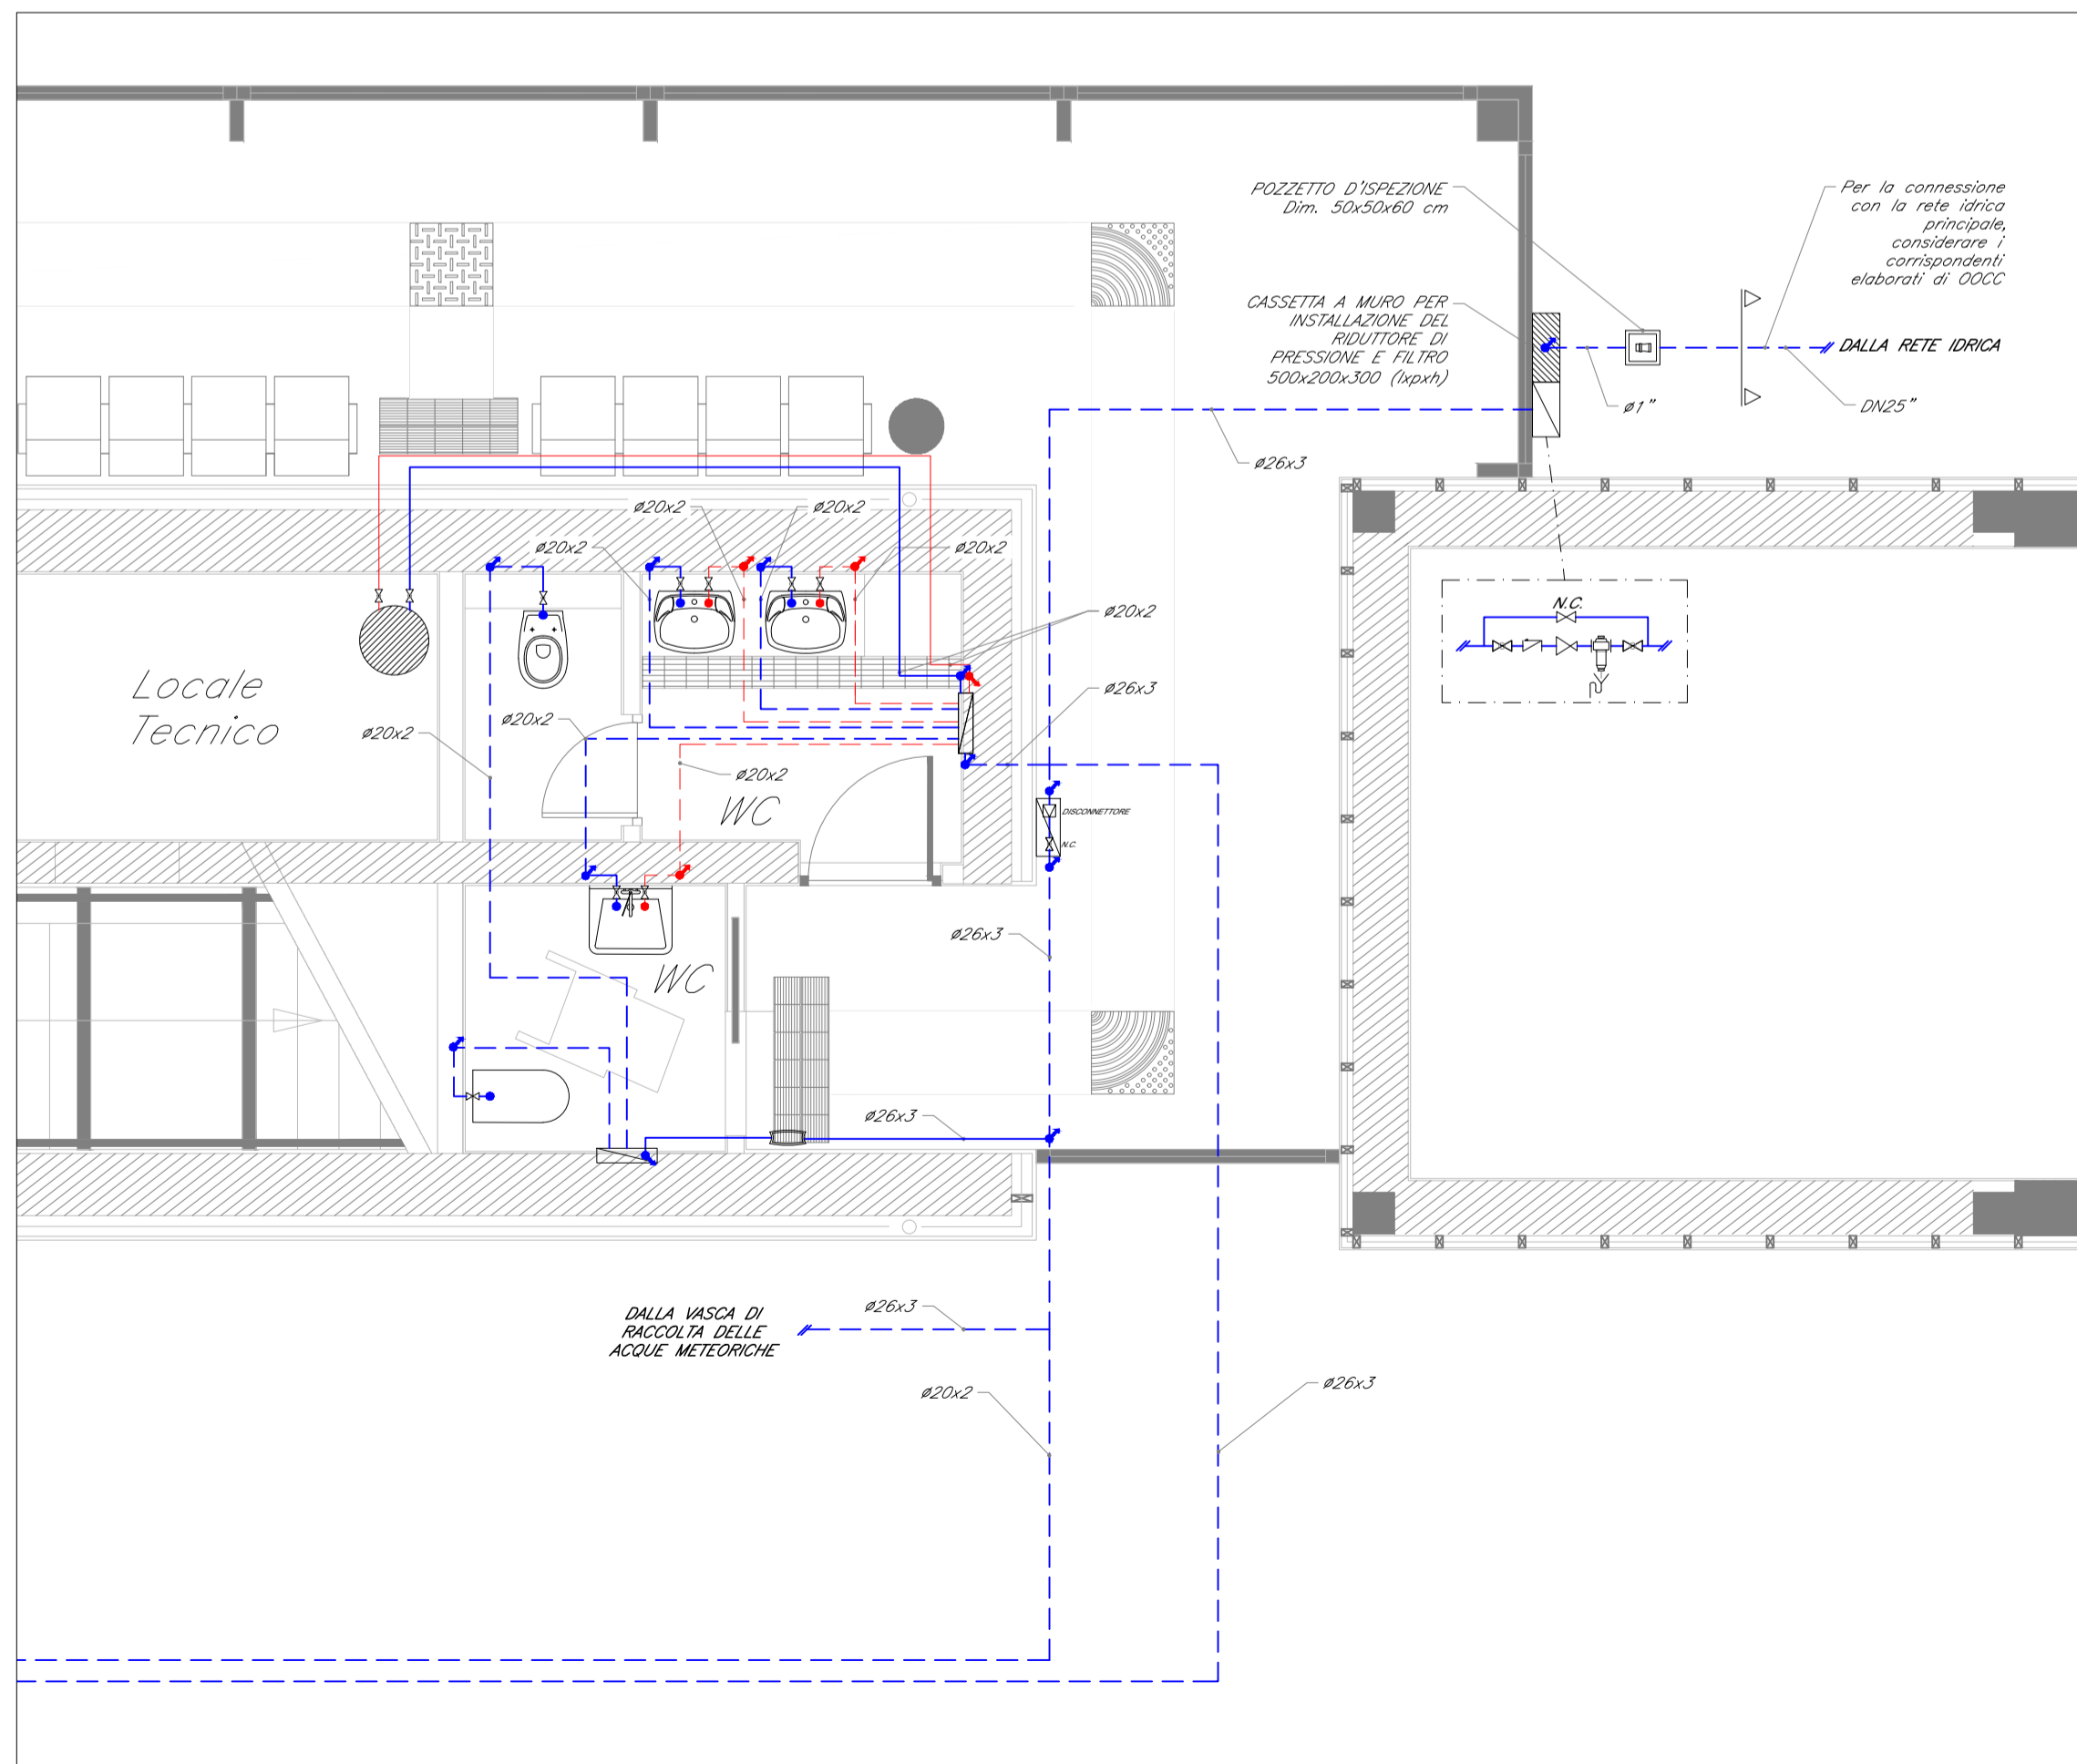 POZZETTO D'ISPEZIONE
Dim. 50x50x60 cm
Per la connessione
con la rete idrica
principale,
considerare i
corrispondenti
elaborati di OOCC
CASSETTA A MURO PER
INSTALLAZIONE DEL
RIDUTTORE DI
PRESSIONE E FILTRO
500x200x300 (lxpxh)
DALLA RETE IDRICA
ø1"
DN25"
ø26x3
ø20x2
ø20x2
ø20x2
ø20x2
N.C.
ø20x2
Locale
Tecnico
ø26x3
ø20x2
ø20x2
ø20x2
WC
DISCONNETTORE
N.C.
ø26x3
WC
ø26x3
DALLA VASCA DI
RACCOLTA DELLE
ACQUE METEORICHE
ø26x3
ø20x2
ø26x3